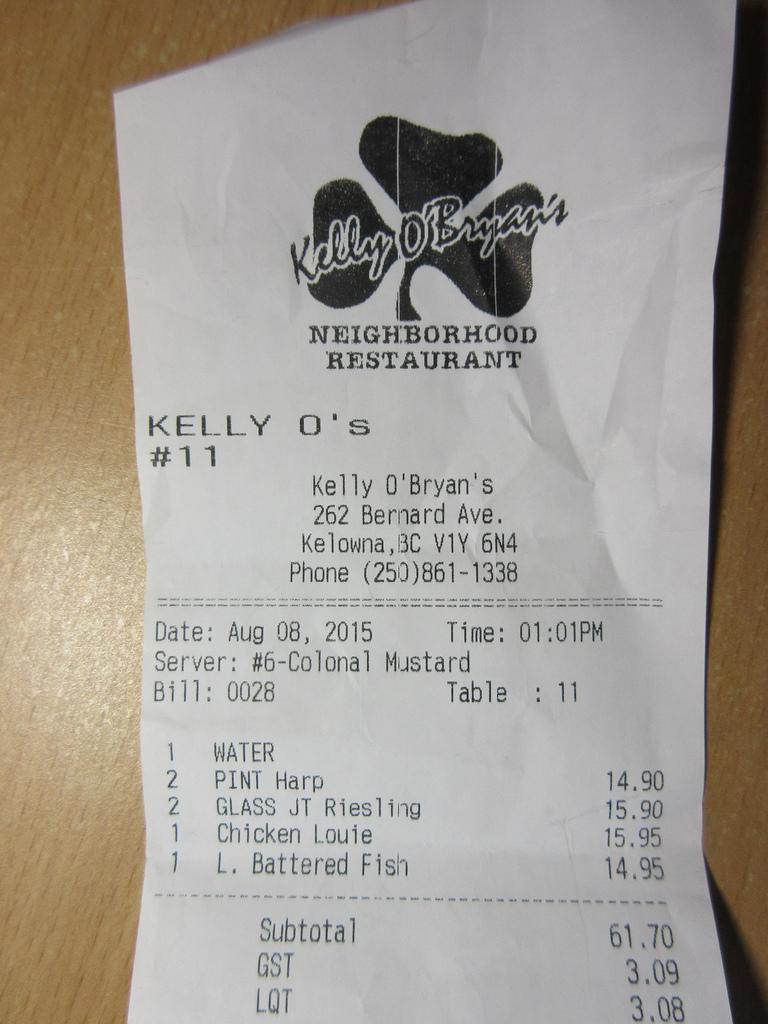 Kelly O'Bryan's
NEIGHBORHOOD
RESTAURANT
KELLY O's
#11
Kelly O'Bryan's
262 Bernard Ave.
Kelowna,BC V1Y 6N4
Phone (250)861-1338
Date: Aug 08, 2015 Time: 01:01PM
Server: #6-Colonal Mustard
Bill: 0028 Table : 11
1 WATER
2 PINT Harp 14.90
2 GLASS JT Riesling 15.90
1 Chicken Louie 15.95
1 L. Battered Fish 14.95
Subtotal 61.70
GST 3.09
LQT 3.08